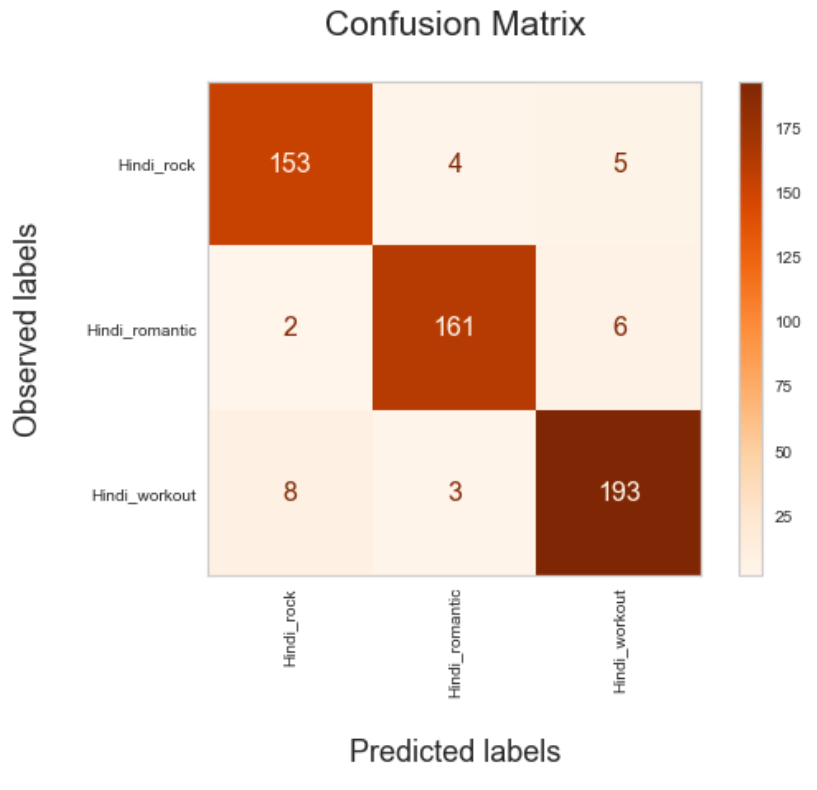 Confusion Matrix
Observed labels
Hindi_rock
153 4 5
Hindi_romantic
2 161 6
Hindi_workout
8 3 193
Hindi_rock
Hindi_romantic
Hindi_workout
Predicted labels
175
150
125
100
75
50
25